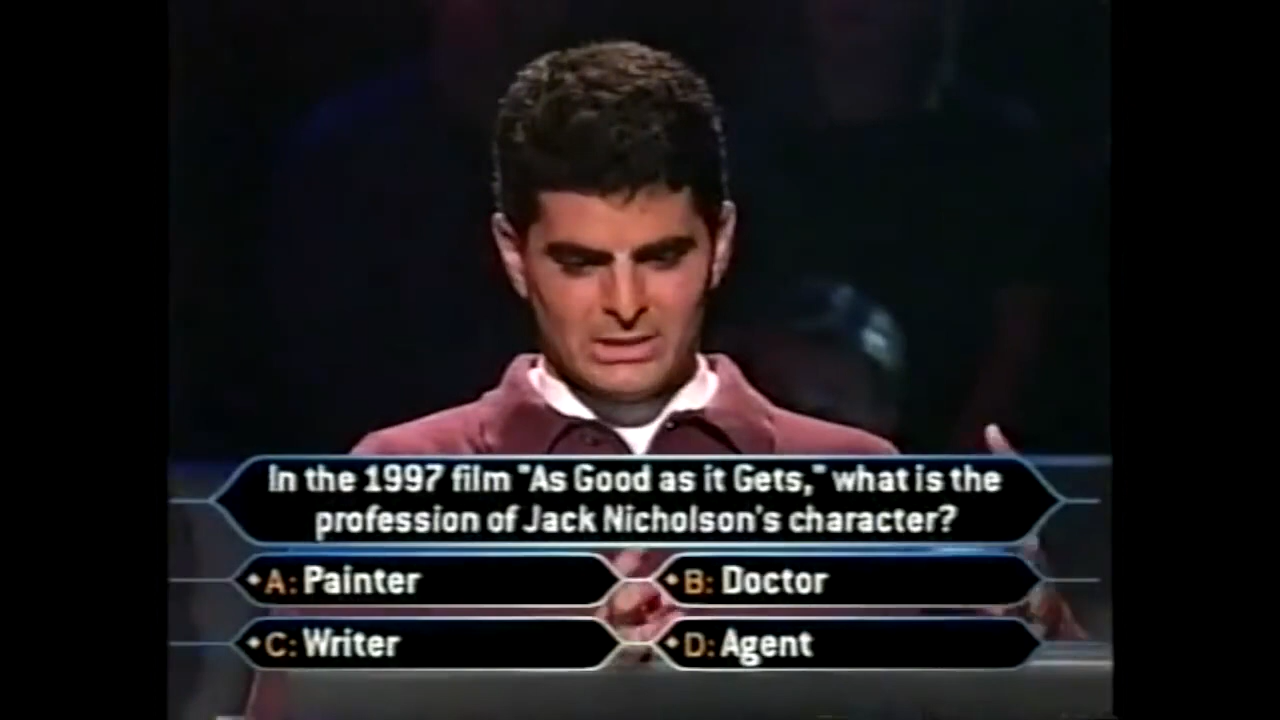 In the 1997 film "As Good as it Gets," what is the
profession of Jack Nicholson's character?
A: Painter
B: Doctor
C: Writer
D: Agent